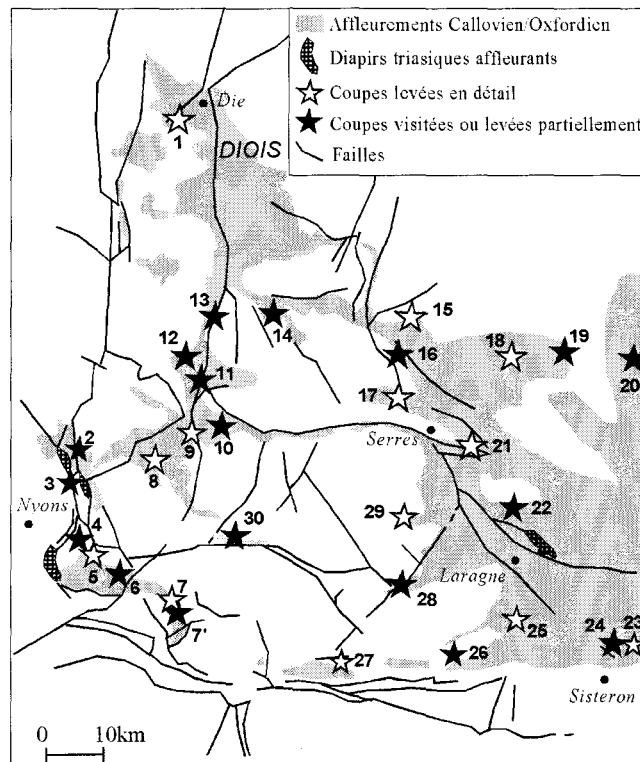 Affleurements Callovien/Oxfordien
Diapirs triasiques affleurants
Coupes levées en détail
Coupes visitées ou levées partiellement
Failles
Die
1
DIOIS
13
14
15
12
16
18
19
20
11
17
2
9
10
Serres
21
8
3
Nyons
22
4
30
29
5
Laragne
6
7
28
7'
25
24
23
27
26
Sisteron
0 10km